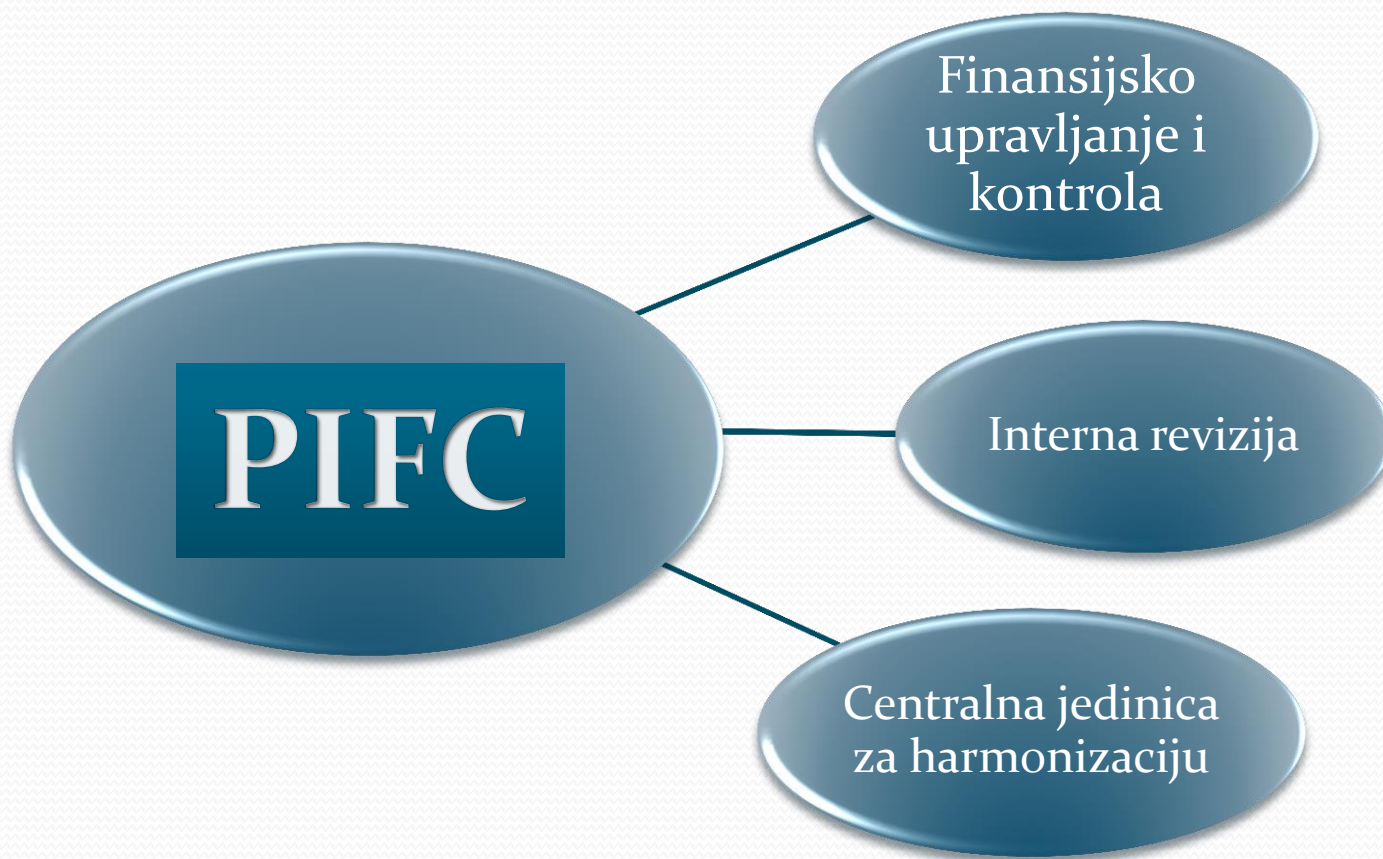 PIFC
Finansijsko
upravljanje i
kontrola
Interna revizija
Centralna jedinica
za harmonizaciju